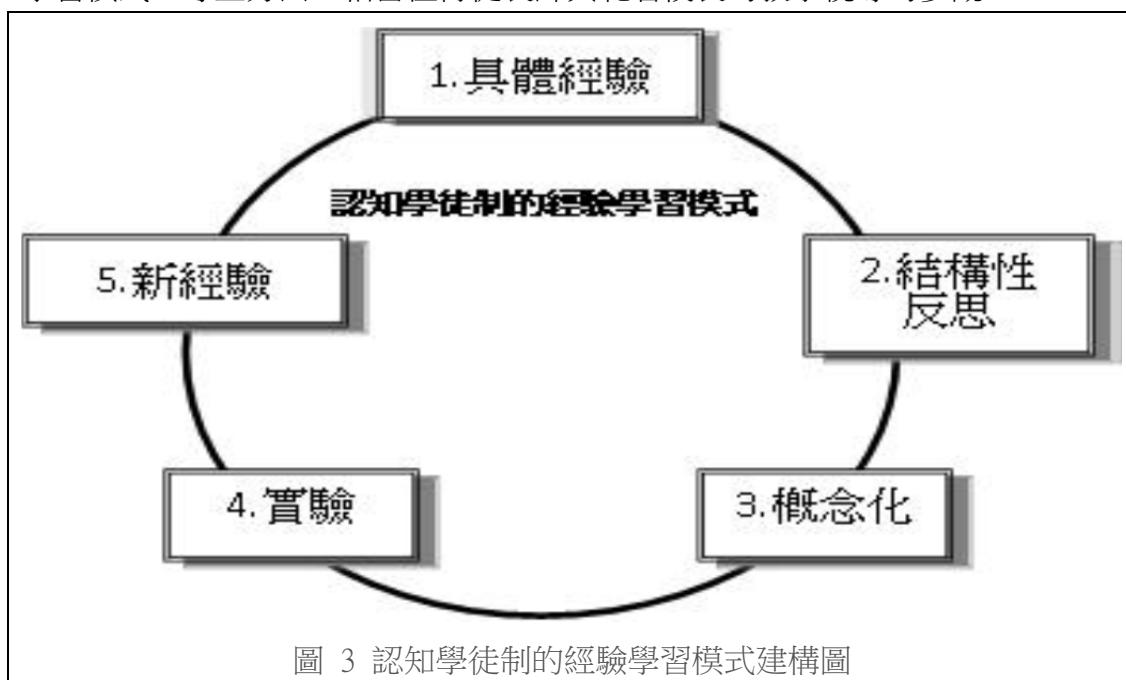 1.具體經驗
認知學徒制的經驗學習模式
2.結構性
反思
5.新經驗
4.實驗
3.概念化
圖 3 認知學徒制的經驗學習模式建構圖